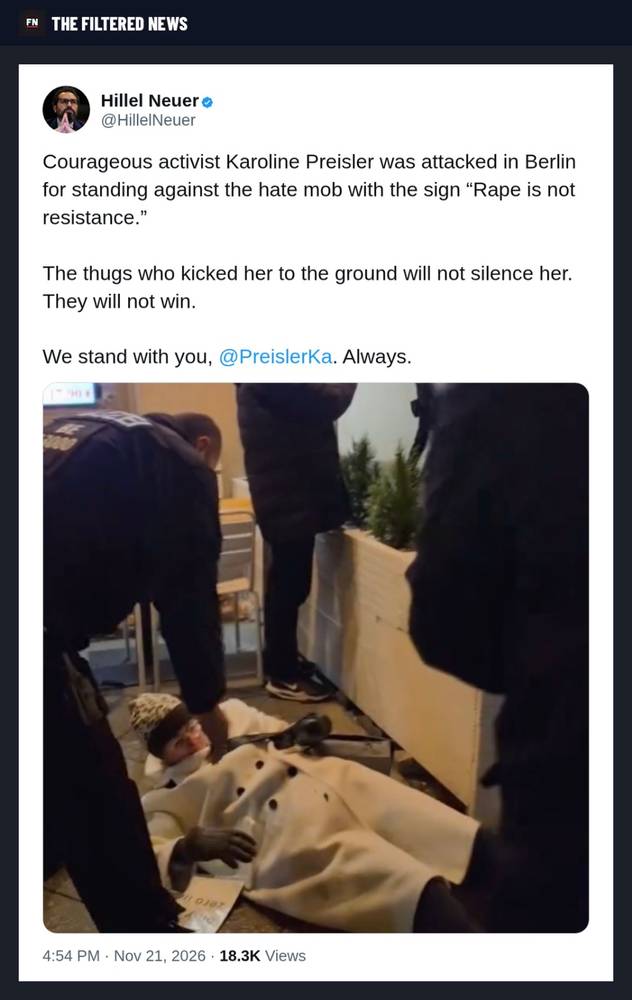 FN THE FILTERED NEWS
Hillel Neuer
@HillelNeuer
Courageous activist Karoline Preisler was attacked in Berlin
for standing against the hate mob with the sign “Rape is not
resistance.”
The thugs who kicked her to the ground will not silence her.
They will not win.
We stand with you, @PreislerKa. Always.
4:54 PM · Nov 21, 2026 · 18.3K Views